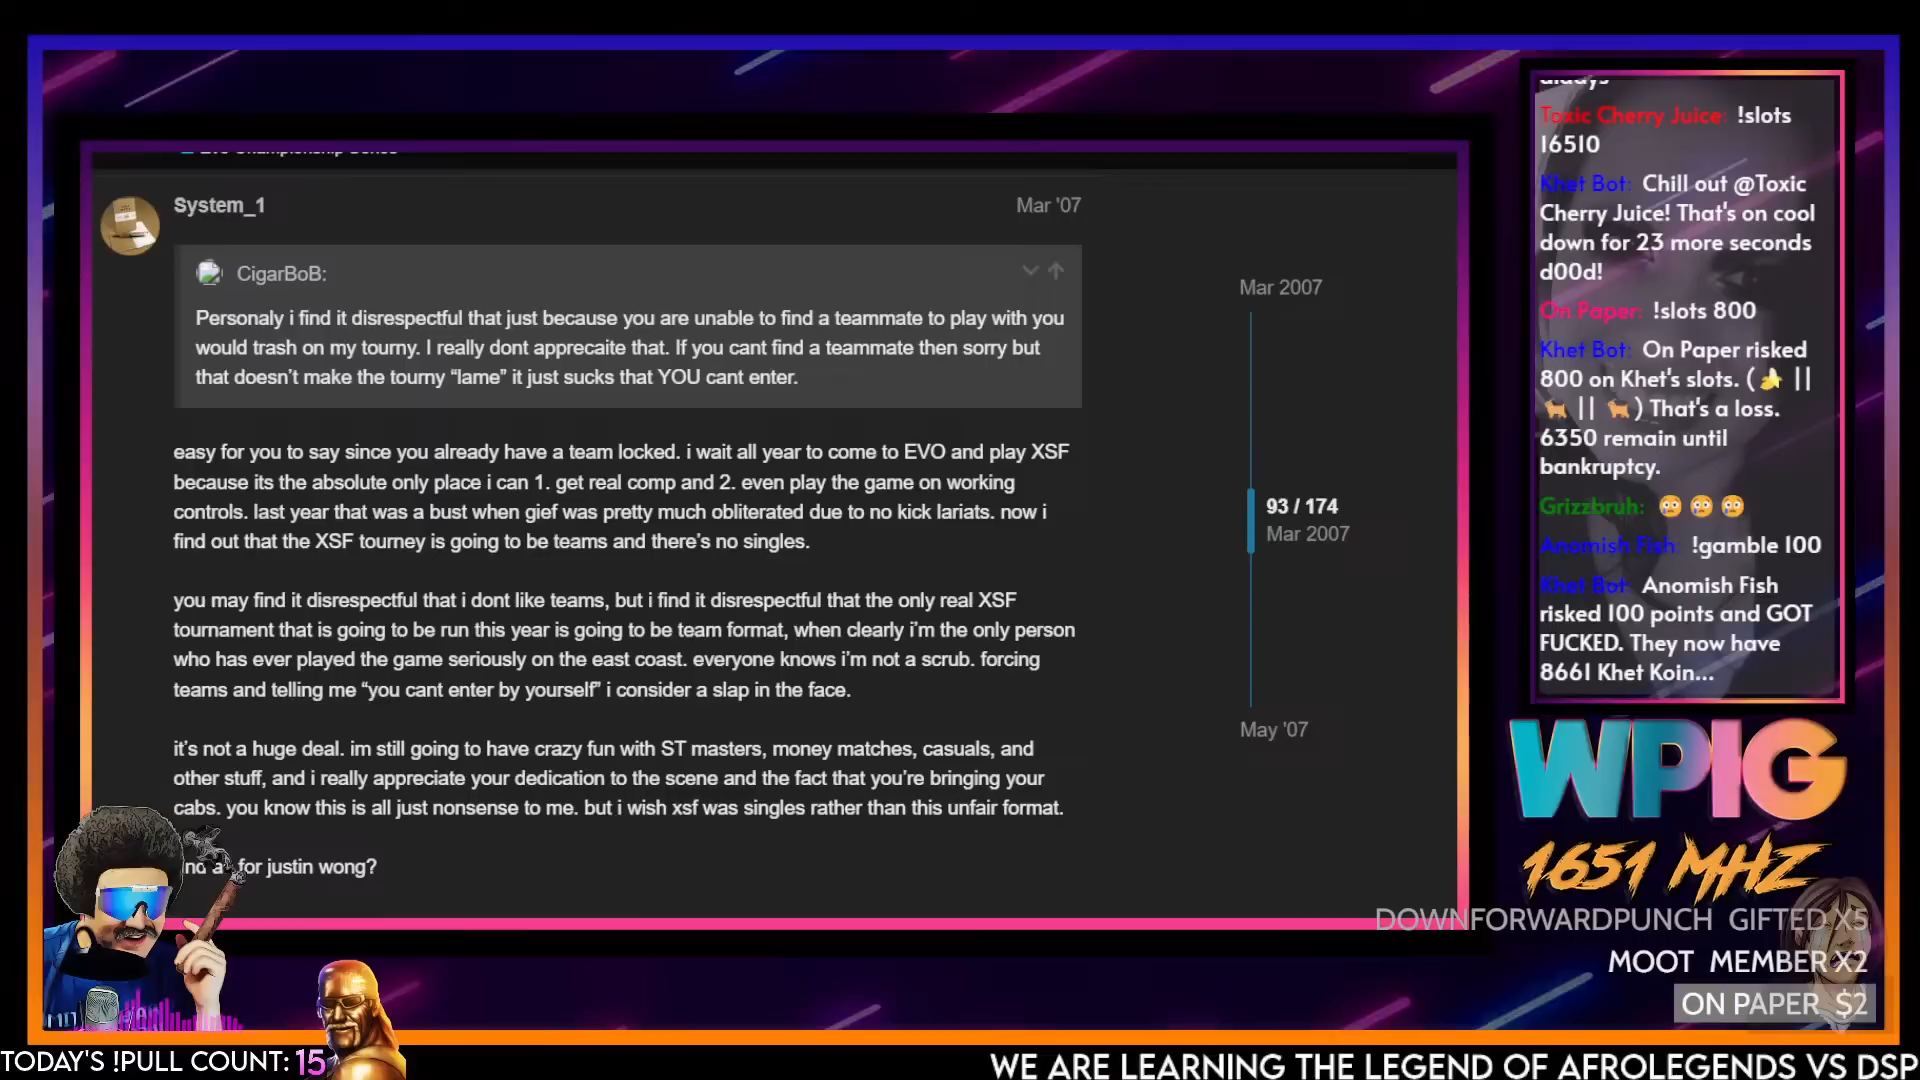 Evo Championship Series
System_1
Mar '07
CigarBoB:
Personaly i find it disrespectful that just because you are unable to find a teammate to play with you
would trash on my tourny. I really dont apprecaite that. If you cant find a teammate then sorry but
that doesn't make the tourny “lame” it just sucks that YOU cant enter.
easy for you to say since you already have a team locked. i wait all year to come to EVO and play XSF
because its the absolute only place i can 1. get real comp and 2. even play the game on working
controls. last year that was a bust when gief was pretty much obliterated due to no kick lariats. now i
find out that the XSF tourney is going to be teams and there's no singles.
you may find it disrespectful that i dont like teams, but i find it disrespectful that the only real XSF
tournament that is going to be run this year is going to be team format, when clearly i'm the only person
who has ever played the game seriously on the east coast. everyone knows i'm not a scrub. forcing
teams and telling me “you cant enter by yourself” i consider a slap in the face.
it's not a huge deal. im still going to have crazy fun with ST masters, money matches, casuals, and
other stuff, and i really appreciate your dedication to the scene and the fact that you're bringing your
cabs. you know this is all just nonsense to me. but i wish xsf was singles rather than this unfair format.
for justin wong?
Mar 2007
93 / 174
Mar 2007
May '07
Toxic Cherry Juice: !slots
16510
Khet Bot: Chill out @Toxic
Cherry Juice! That's on cool
down for 23 more seconds
d00d!
On Paper: !slots 800
Khet Bot: On Paper risked
800 on Khet's slots. (🍌 ||
🐕 || 🐕) That's a loss.
6350 remain until
bankruptcy.
Grizzbruh: 😳 😳 😳
Anomish Fish: !gamble 100
Khet Bot: Anomish Fish
risked 100 points and GOT
FUCKED. They now have
8661 Khet Koin...
WPIG
1651 MHZ
DOWNFORWARDPUNCH GIFTED X5
MOOT MEMBER X2
ON PAPER $2
TODAY'S !PULL COUNT: 15
WE ARE LEARNING THE LEGEND OF AFROLEGENDS VS DSP